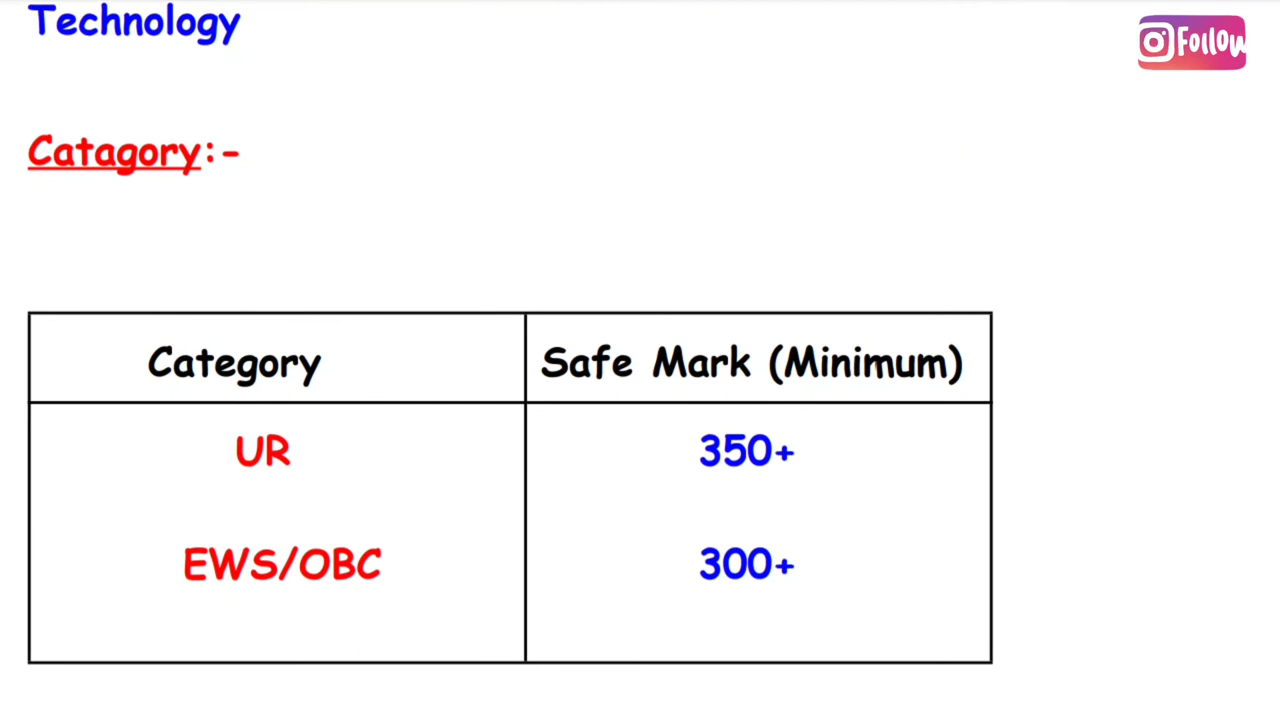 Technology
Follow
Catagory:-
Category Safe Mark (Minimum)
UR 350+
EWS/OBC 300+